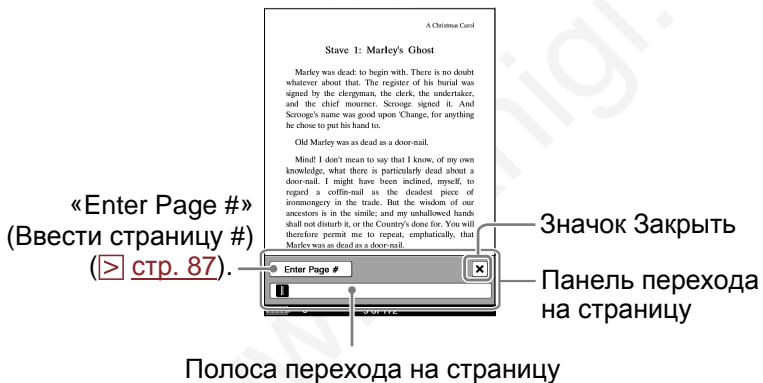 A Christmas Carol
Stave 1: Marley's Ghost
Marley was dead: to begin with. There is no doubt
whatever about that. The register of his burial was
signed by the clergyman, the clerk, the undertaker,
and the chief mourner. Scrooge signed it. And
Scrooge's name was good upon 'Change, for anything
he chose to put his hand to.
Old Marley was as dead as a door-nail.
Mind! I don't mean to say that I know, of my own
knowledge, what there is particularly dead about a
door-nail. I might have been inclined, myself, to
regard a coffin-nail as the deadest piece of
ironmongery in the trade. But the wisdom of our
ancestors is in the simile; and my unhallowed hands
shall not disturb it, or the Country's done for. You will
therefore permit me to repeat, emphatically, that
Marley was as dead as a door-nail.
«Enter Page #»
(Ввести страницу #)
(> стр. 87).
Enter Page #
Значок Закрыть
Панель перехода
на страницу
Полоса перехода на страницу